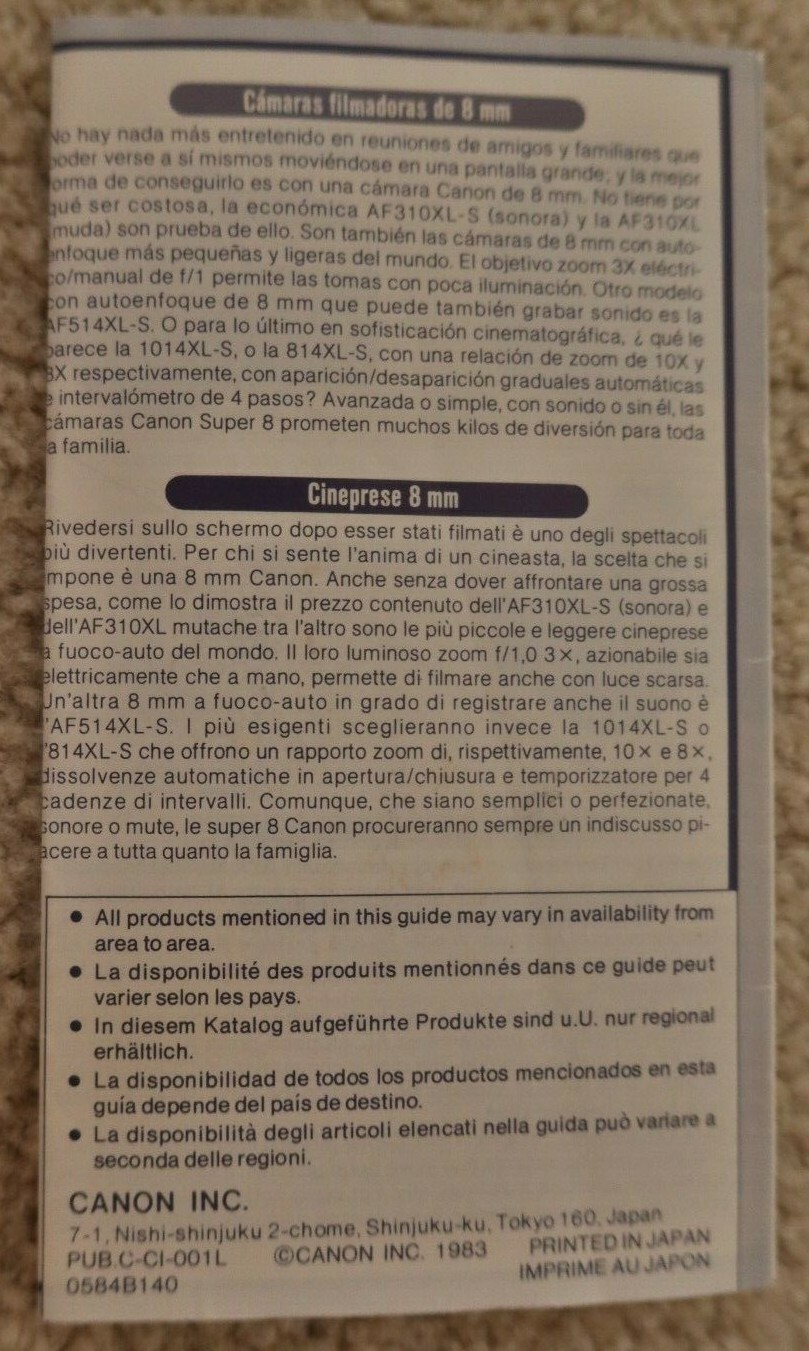 Cámaras filmadoras de 8 mm
No hay nada más entretenido en reuniones de amigos y familiares que
poder verse a sí mismos moviéndose en una pantalla grande; y la mejor
orma de conseguirlo es con una cámara Canon de 8 mm. No tiene por
qué ser costosa, la económica AF310XL-S (sonora) y la AF310XL
muda) son prueba de ello. Son también las cámaras de 8 mm con auto-
enfoque más pequeñas y ligeras del mundo. El objetivo zoom 3X eléctri-
co/manual de f/1 permite las tomas con poca iluminación. Otro modelo
con autoenfoque de 8 mm que puede también grabar sonido es la
AF514XL-S. O para lo último en sofisticación cinematográfica, ¿ qué le
parece la 1014XL-S, o la 814XL-S, con una relación de zoom de 10X y
8X respectivamente, con aparición/desaparición graduales automáticas
e intervalómetro de 4 pasos? Avanzada o simple, con sonido o sin él, las
cámaras Canon Super 8 prometen muchos kilos de diversión para toda
a familia.
Cineprese 8 mm
Rivedersi sullo schermo dopo esser stati filmati è uno degli spettacoli
più divertenti. Per chi si sente l'anima di un cineasta, la scelta che si
mpone è una 8 mm Canon. Anche senza dover affrontare una grossa
spesa, come lo dimostra il prezzo contenuto dell'AF310XL-S (sonora) e
dell'AF310XL mutache tra l'altro sono le più piccole e leggere cineprese
a fuoco-auto del mondo. Il loro luminoso zoom f/1,0 3×, azionabile sia
elettricamente che a mano, permette di filmare anche con luce scarsa.
Un'altra 8 mm a fuoco-auto in grado di registrare anche il suono è
'AF514XL-S. I più esigenti sceglieranno invece la 1014XL-S o
'814XL-S che offrono un rapporto zoom di, rispettivamente, 10× e 8×,
dissolvenze automatiche in apertura/chiusura e temporizzatore per 4
cadenze di intervalli. Comunque, che siano semplici o perfezionate,
sonore o mute, le super 8 Canon procureranno sempre un indiscusso pi-
acere a tutta quanto la famiglia.
● All products mentioned in this guide may vary in availability from
area to area.
● La disponibilité des produits mentionnés dans ce guide peut
varier selon les pays.
● In diesem Katalog aufgeführte Produkte sind u.U. nur regional
erhältlich.
● La disponibilidad de todos los productos mencionados en esta
guía depende del país de destino.
● La disponibilità degli articoli elencati nella guida può variare a
seconda delle regioni.
CANON INC.
7-1, Nishi-shinjuku 2-chome, Shinjuku-ku, Tokyo 160, Japan
PUB.C-CI-001L ©CANON INC. 1983 PRINTED IN JAPAN
0584B140 IMPRIME AU JAPON